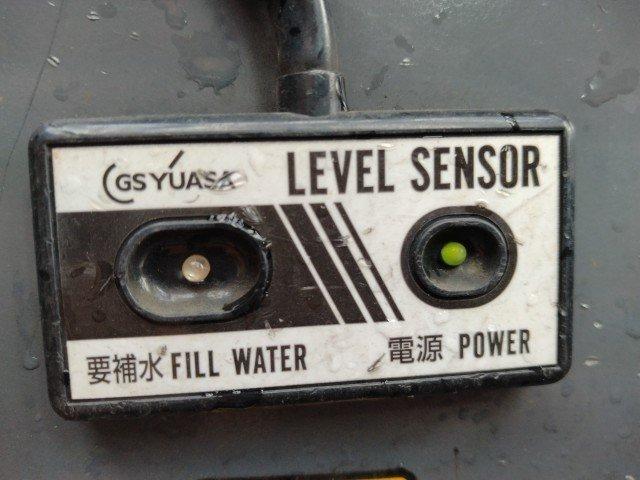 GS YUASA
LEVEL SENSOR
要補水 FILL WATER
電源 POWER